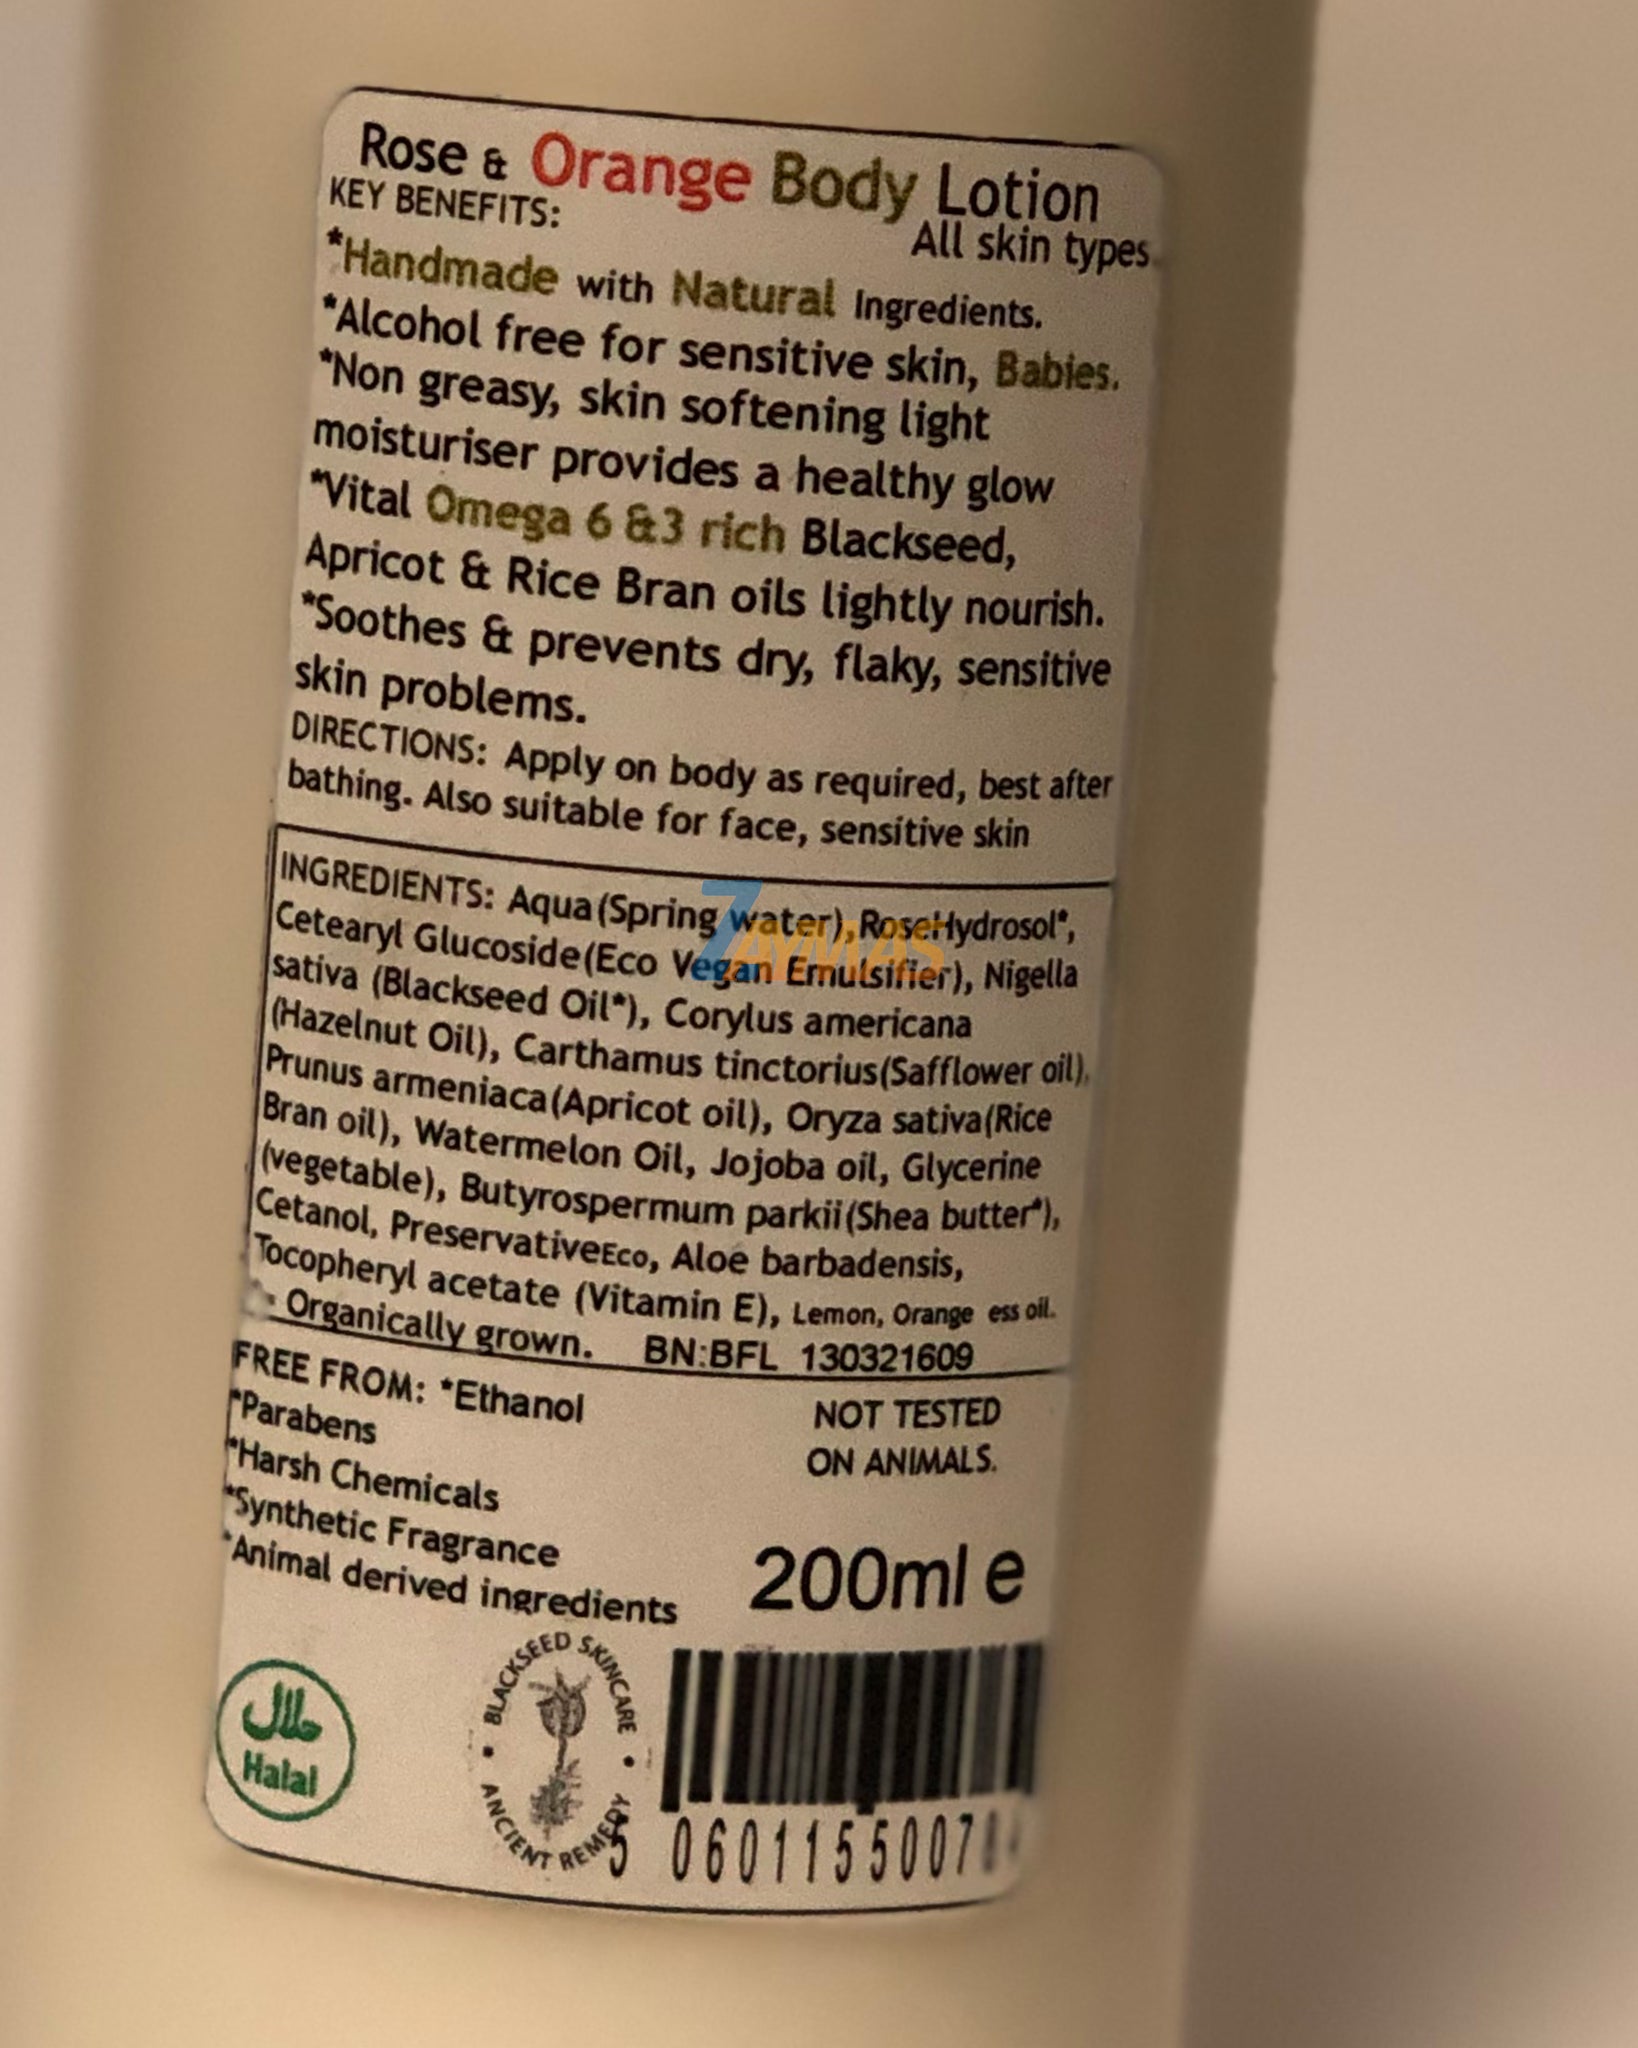 Rose & Orange Body Lotion
KEY BENEFITS:
All skin types.
*Handmade with Natural Ingredients.
*Alcohol free for sensitive skin, Babies.
*Non greasy, skin softening light
moisturiser provides a healthy glow
*Vital Omega 6 &3 rich Blackseed,
Apricot & Rice Bran oils lightly nourish.
*Soothes & prevents dry, flaky, sensitive
skin problems.
DIRECTIONS: Apply on body as required, best after
bathing. Also suitable for face, sensitive skin
INGREDIENTS: Aqua(Spring water),RoseHydrosol*,
Cetearyl Glucoside(Eco Vegan Emulsifier), Nigella
sativa (Blackseed Oil*), Corylus americana
(Hazelnut Oil), Carthamus tinctorius(Safflower oil),
Prunus armeniaca(Apricot oil), Oryza sativa(Rice
Bran oil), Watermelon Oil, Jojoba oil, Glycerine
(vegetable), Butyrospermum parkii(Shea butter*),
Cetanol, PreservativeEco, Aloe barbadensis,
Tocopheryl acetate (Vitamin E), Lemon, Orange ess oil.
Organically grown. BN:BFL 130321609
ZAYMAS
FREE FROM: *Ethanol
*Parabens
*Harsh Chemicals
*Synthetic Fragrance
*Animal derived ingredients
NOT TESTED
ON ANIMALS.
200ml e
حلال
Halal
BLACKSEED SKINCARE
ANCIENT REMEDY
5 060115 5007